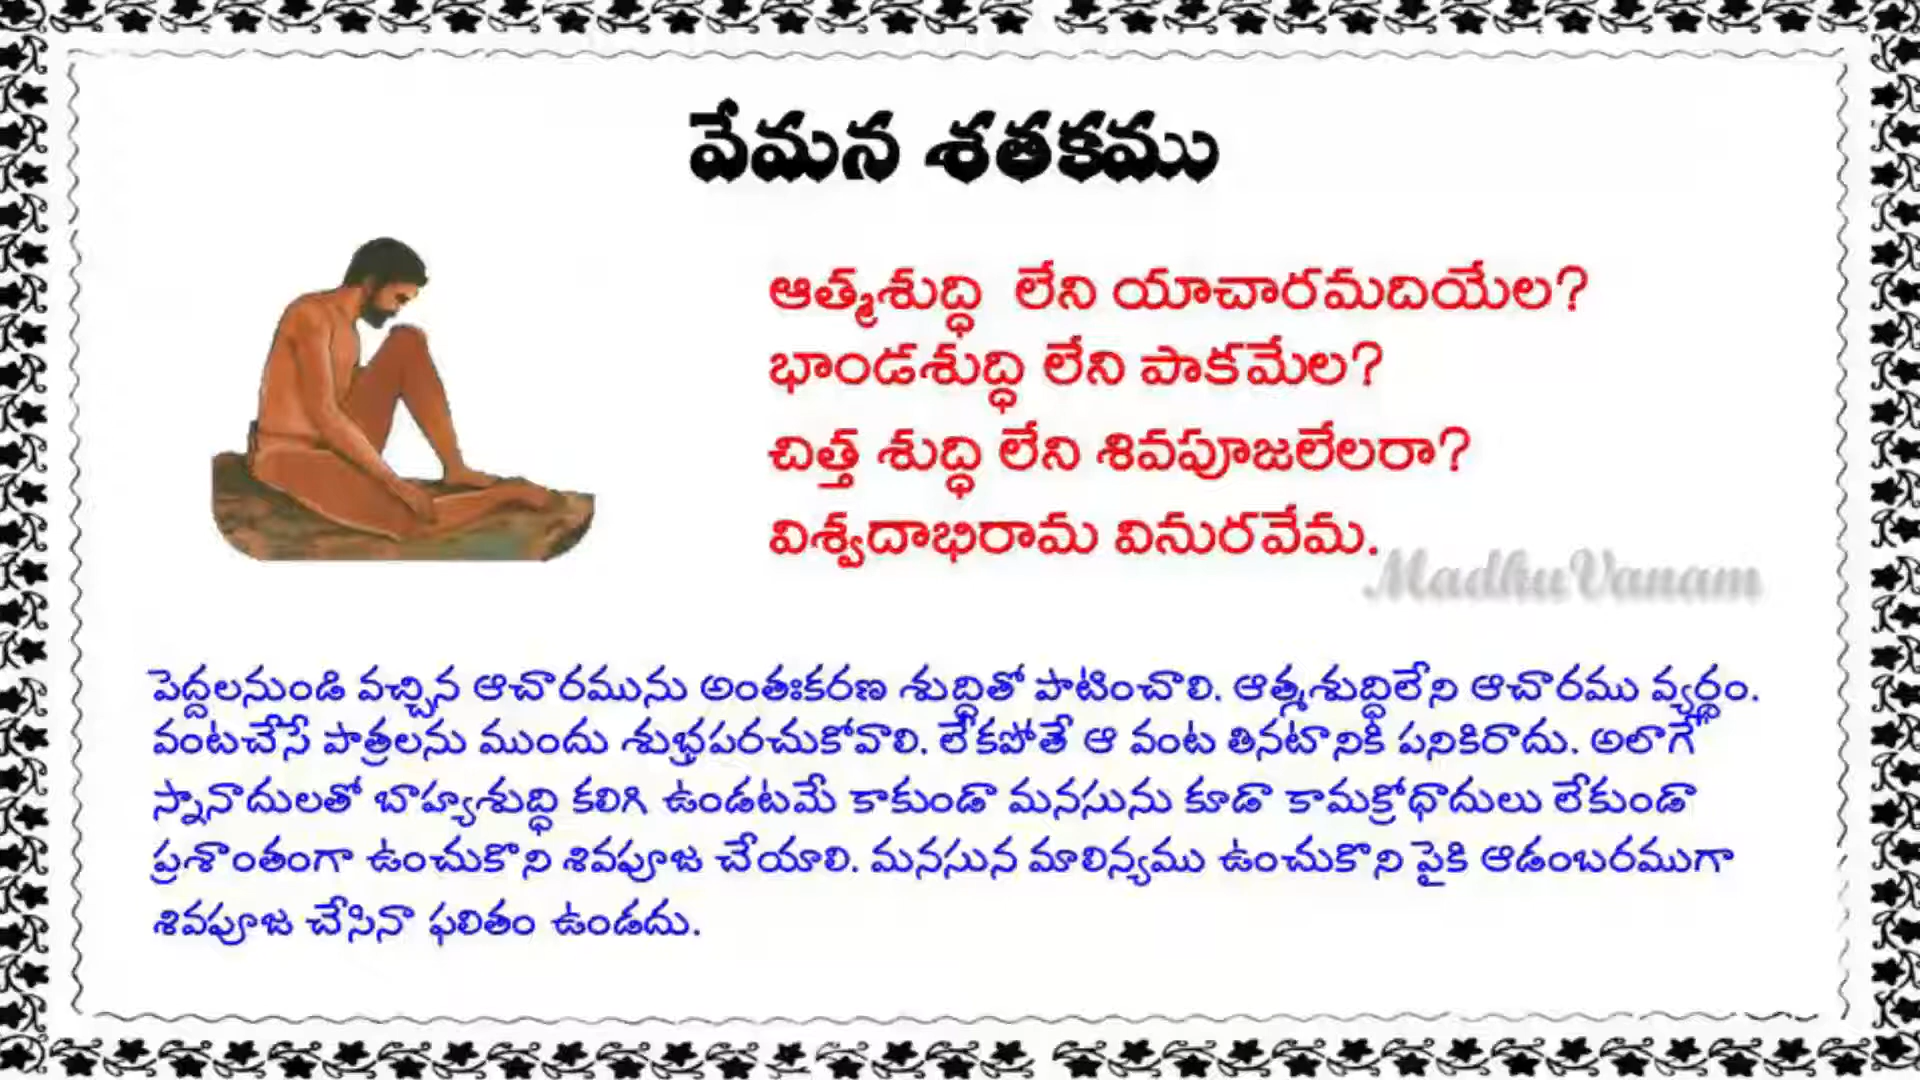 వేమన శతకము
ఆత్మశుద్ధి లేని యాచారమదియేల?
భాండశుద్ధి లేని పాకమేల?
చిత్త శుద్ధి లేని శివపూజలేలరా?
విశ్వదాభిరామ వినురవేమ.
MadhuVanam
పెద్దలనుండి వచ్చిన ఆచారమును అంతఃకరణ శుద్ధితో పాటించాలి. ఆత్మశుద్ధిలేని ఆచారము వ్యర్థం.
వంటచేసే పాత్రలను ముందు శుభ్రపరచుకోవాలి. లేకపోతే ఆ వంట తినటానికి పనికిరాదు. అలాగే
స్నానాదులతో బాహ్యశుద్ధి కలిగి ఉండటమే కాకుండా మనసును కూడా కామక్రోధాదులు లేకుండా
ప్రశాంతంగా ఉంచుకొని శివపూజ చేయాలి. మనసున మాలిన్యము ఉంచుకొని పైకి ఆడంబరముగా
శివపూజ చేసినా ఫలితం ఉండదు.